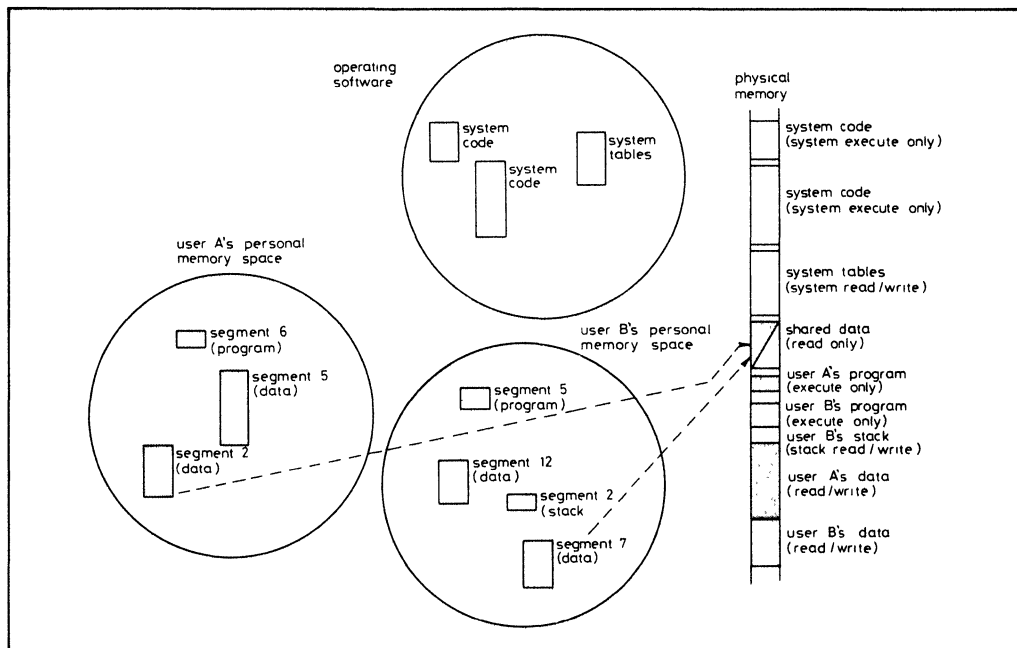 operating
software
system
code
system
code
system
tables
physical
memory
system code
(system execute only)
system code
(system execute only)
system tables
(system read/write)
shared data
(read only)
user A's program
(execute only)
user B's program
(execute only)
user B's stack
(stack read/write)
user A's data
(read/write)
user B's data
(read/write)
user A's personal
memory space
segment 6
(program)
segment 5
(data)
segment 2
(data)
user B's personal
memory space
segment 5
(program)
segment 12
(data)
segment 2
(stack
segment 7
(data)